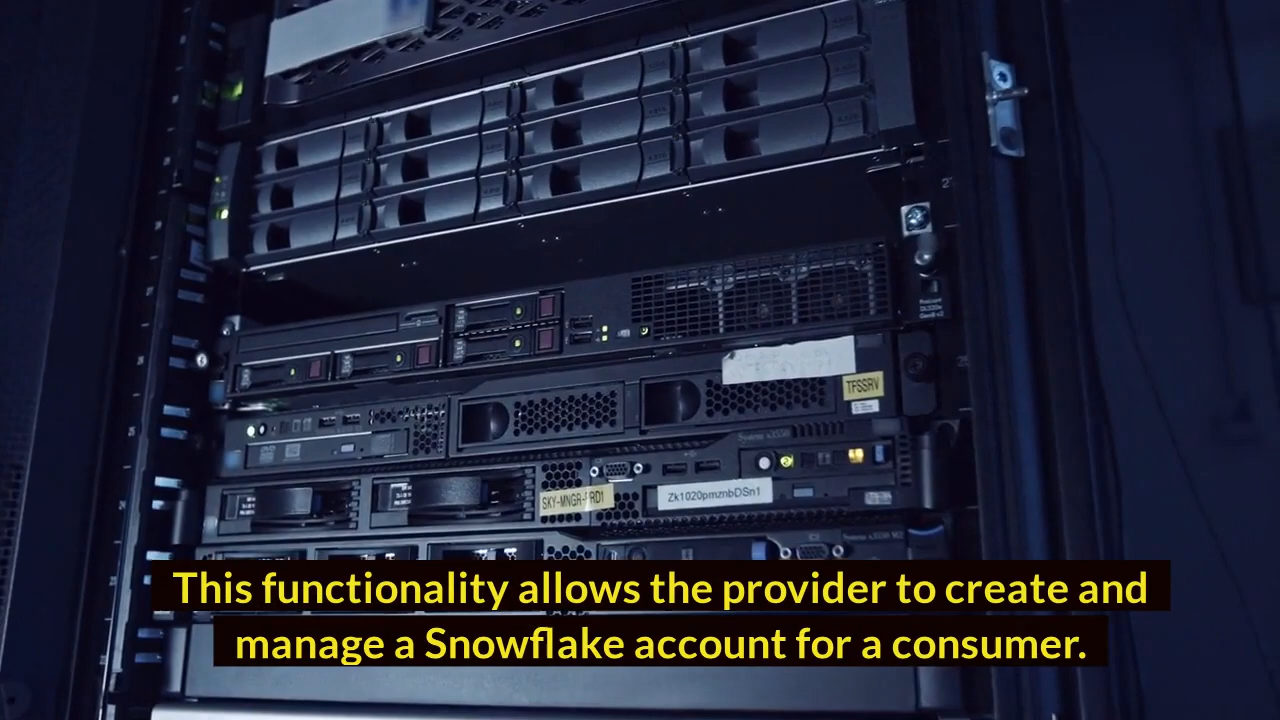 TFSSRV
SKY-MNGR-PRD1
Zk1020pmznbDSn1
This functionality allows the provider to create and
manage a Snowflake account for a consumer.